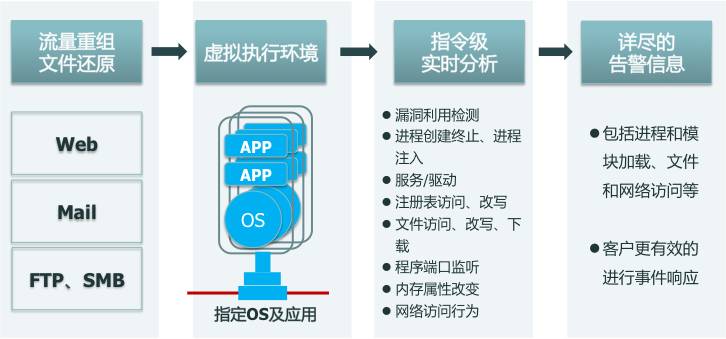 流量重组
文件还原
虚拟执行环境
指令级
实时分析
详尽的
告警信息
Web
Mail
FTP、SMB
APP
APP
OS
指定OS及应用
● 漏洞利用检测
● 进程创建终止、进程
注入
● 服务/驱动
● 注册表访问、改写
● 文件访问、改写、下
载
● 程序端口监听
● 内存属性改变
● 网络访问行为
● 包括进程和模
块加载、文件
和网络访问等
● 客户更有效的
进行事件响应